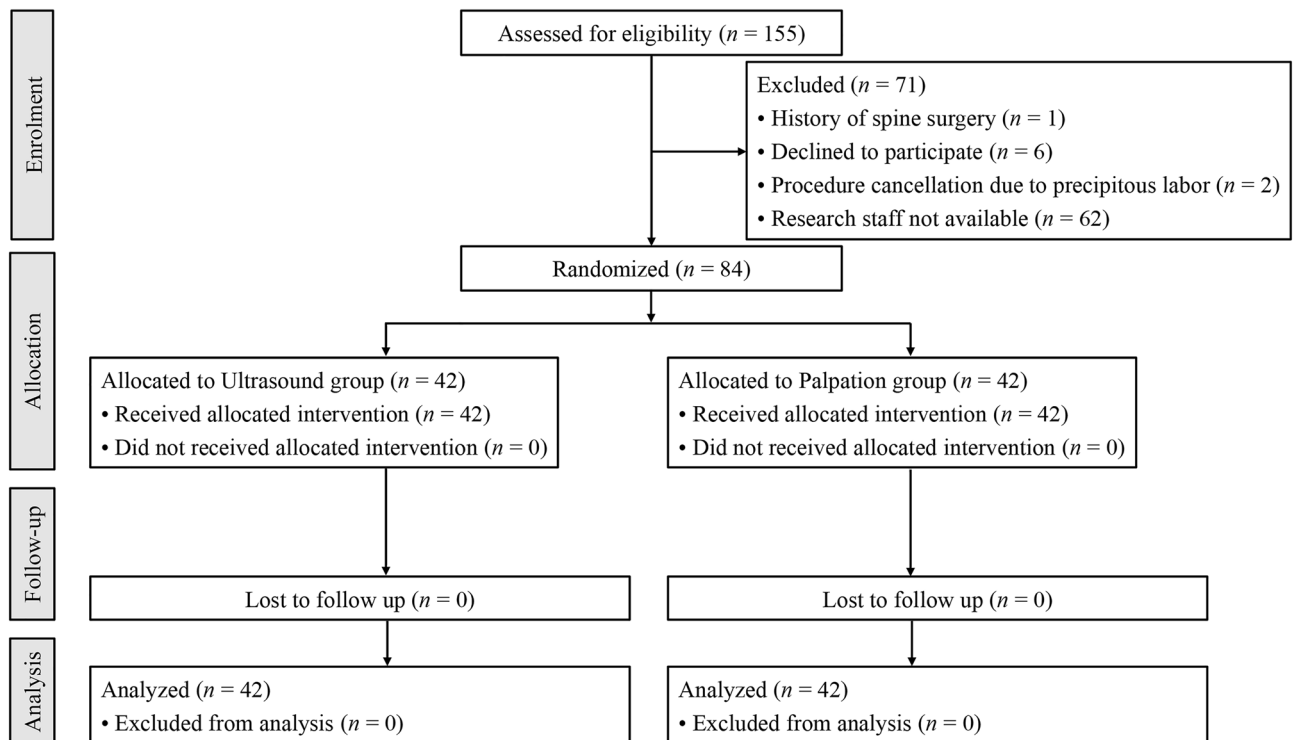 Enrolment
Assessed for eligibility (n = 155)
Excluded (n = 71)
• History of spine surgery (n = 1)
• Declined to participate (n = 6)
• Procedure cancellation due to precipitous labor (n = 2)
• Research staff not available (n = 62)
Randomized (n = 84)
Allocation
Allocated to Ultrasound group (n = 42)
• Received allocated intervention (n = 42)
• Did not received allocated intervention (n = 0)
Allocated to Palpation group (n = 42)
• Received allocated intervention (n = 42)
• Did not received allocated intervention (n = 0)
Follow-up
Lost to follow up (n = 0)
Lost to follow up (n = 0)
Analysis
Analyzed (n = 42)
• Excluded from analysis (n = 0)
Analyzed (n = 42)
• Excluded from analysis (n = 0)